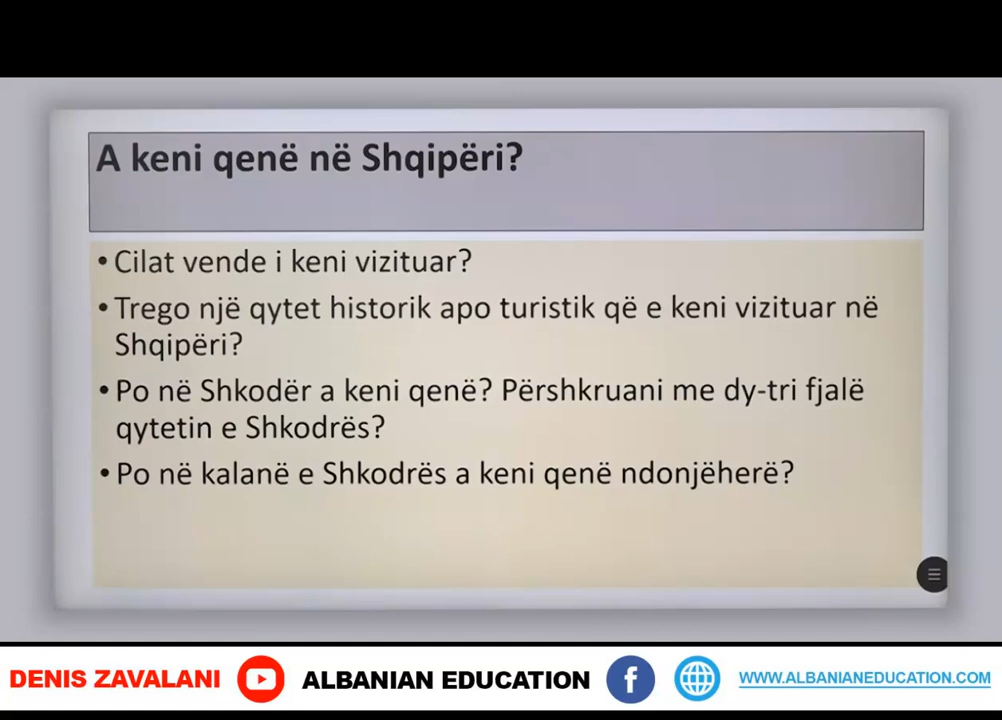 A keni qenë në Shqipëri?
• Cilat vende i keni vizituar?
• Trego një qytet historik apo turistik që e keni vizituar në
Shqipëri?
• Po në Shkodër a keni qenë? Përshkruani me dy-tri fjalë
qytetin e Shkodrës?
• Po në kalanë e Shkodrës a keni qenë ndonjëherë?
DENIS ZAVALANI ALBANIAN EDUCATION f WWW.ALBANIANEDUCATION.COM